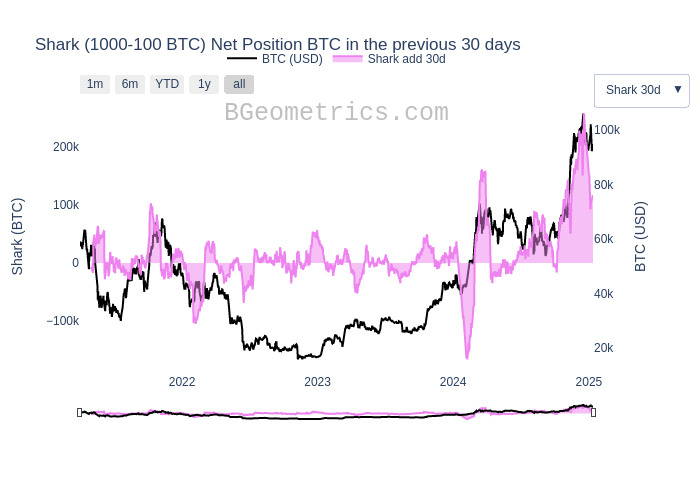 Shark (1000-100 BTC) Net Position BTC in the previous 30 days
BTC (USD)
Shark add 30d
1m
6m
YTD
1y
all
Shark 30d ▼
BGeometrics.com
200k
100k
0
−100k
Shark (BTC)
100k
80k
60k
40k
20k
BTC (USD)
2022
2023
2024
2025